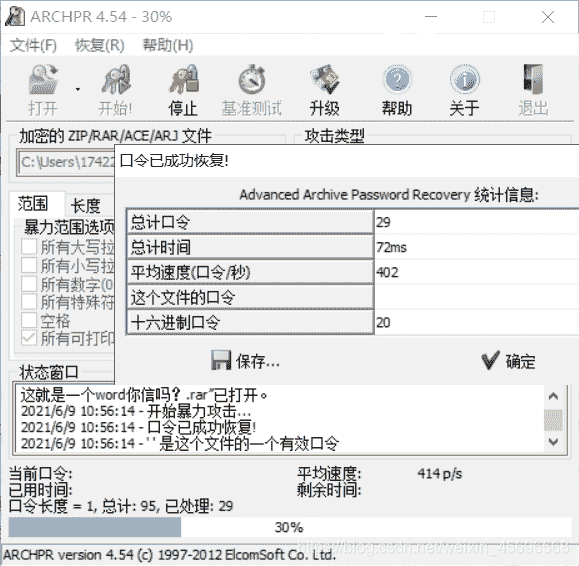 ARCHPR 4.54 - 30%
文件(F) 恢复(R) 帮助(H)
打开 开始! 停止 基准测试 升级 帮助 关于 退出
加密的 ZIP/RAR/ACE/ARJ 文件 攻击类型
C:\Users\17422
口令已成功恢复!
Advanced Archive Password Recovery 统计信息:
范围 长度
暴力范围选项
所有大写拉
所有小写拉
所有数字(0
所有特殊符
空格
所有可打印
总计口令 29
总计时间 72ms
平均速度(口令/秒) 402
这个文件的口令
十六进制口令 20
保存... 确定
状态窗口
这就是一个word你信吗? .rar"已打开。
2021/6/9 10:56:14 - 开始暴力攻击...
2021/6/9 10:56:14 - 口令已成功恢复!
2021/6/9 10:56:14 - ' ' 是这个文件的一个有效口令
当前口令: 平均速度: 414 p/s
已用时间: 剩余时间:
口令长度 = 1, 总计: 95, 已处理: 29
30%
https://blog.csdn.net/weixin_45696568
ARCHPR version 4.54 (c) 1997-2012 ElcomSoft Co. Ltd.